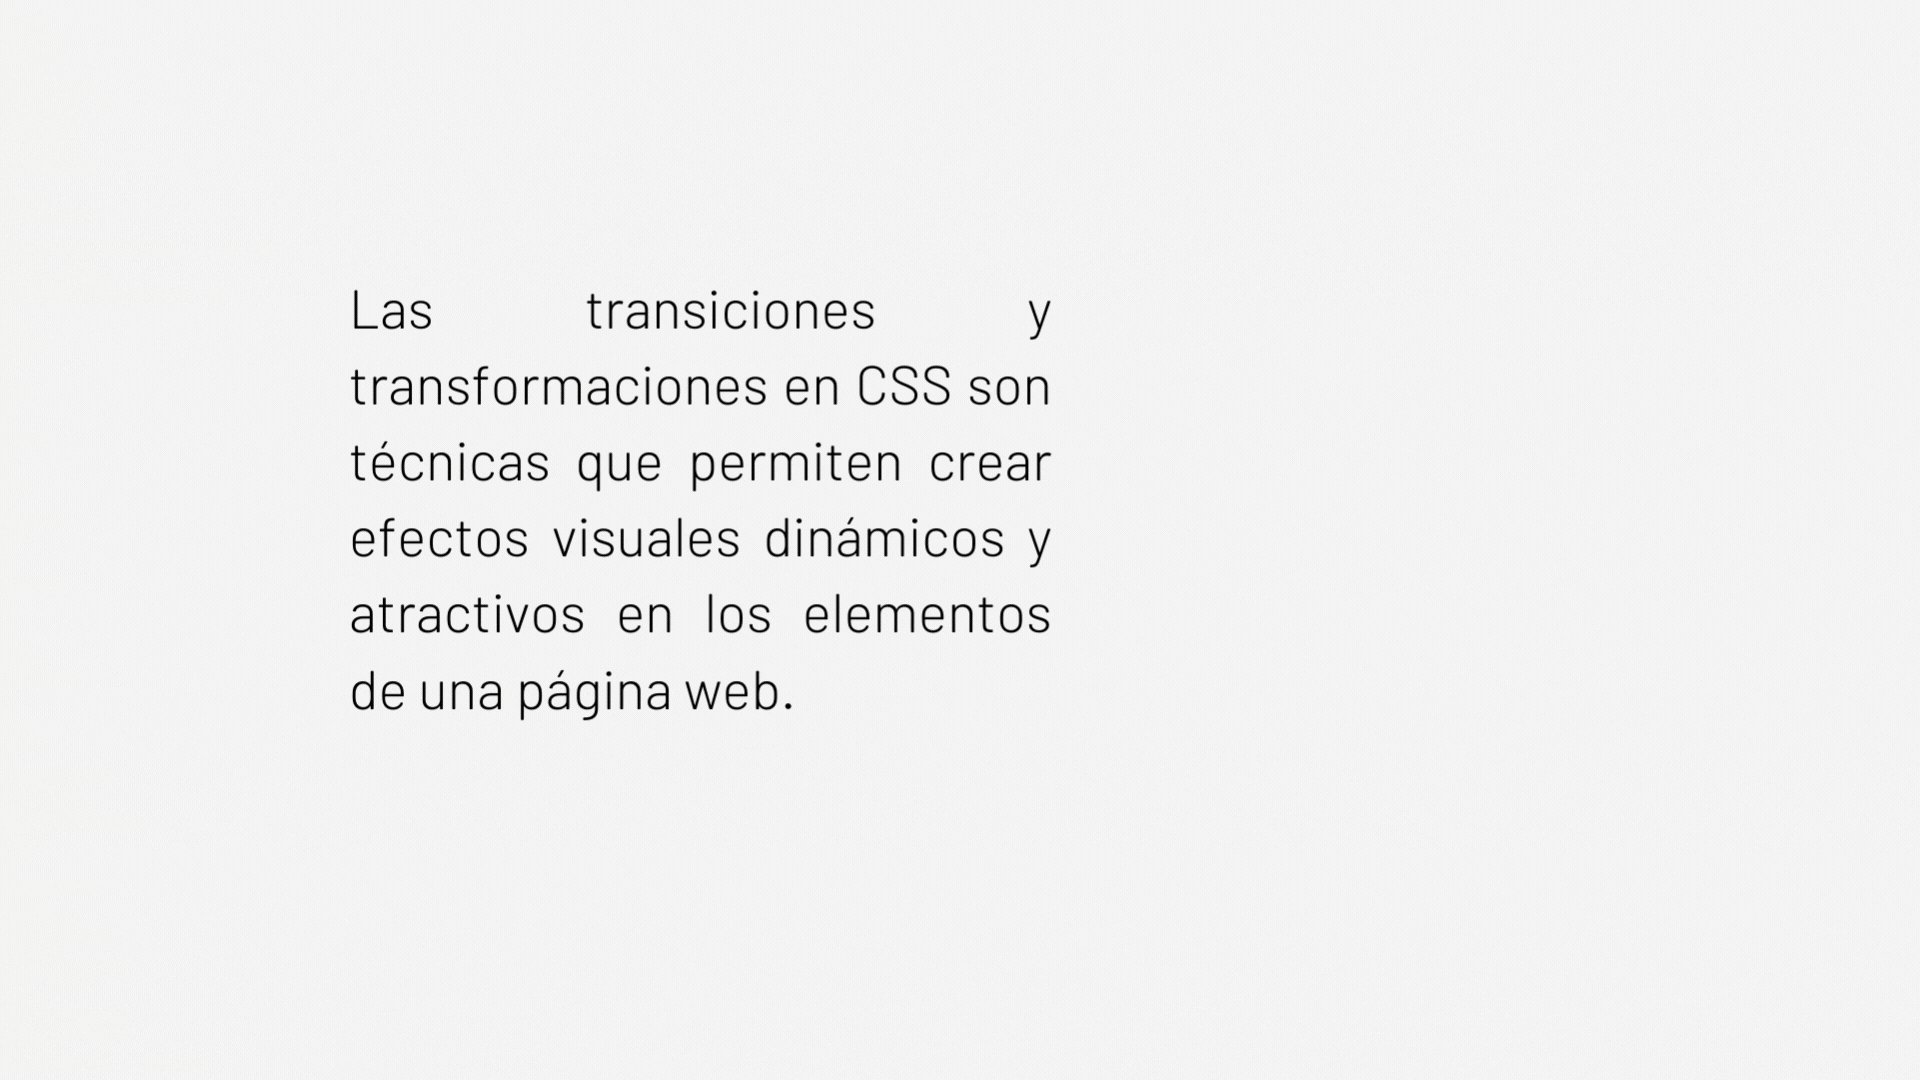 Las transiciones y
transformaciones en CSS son
técnicas que permiten crear
efectos visuales dinámicos y
atractivos en los elementos
de una página web.